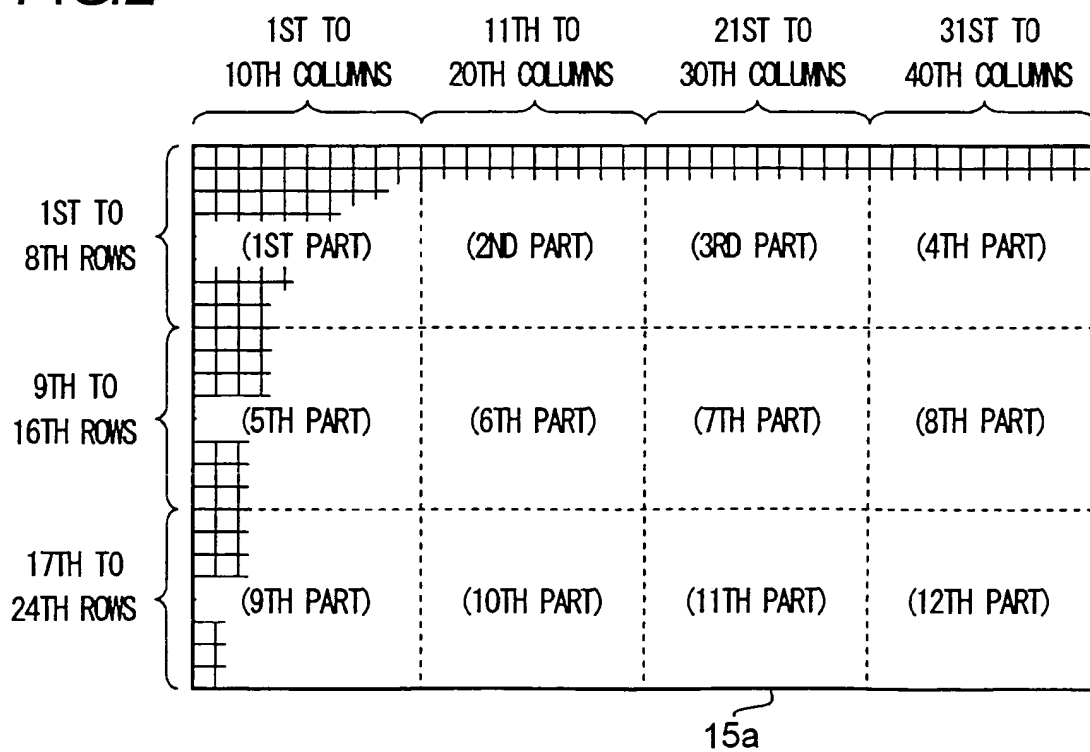 FIG.2
1ST TO
10TH COLUMNS
11TH TO
20TH COLUMNS
21ST TO
30TH COLUMNS
31ST TO
40TH COLUMNS
1ST TO
8TH ROWS
(1ST PART)
(2ND PART)
(3RD PART)
(4TH PART)
9TH TO
16TH ROWS
(5TH PART)
(6TH PART)
(7TH PART)
(8TH PART)
17TH TO
24TH ROWS
(9TH PART)
(10TH PART)
(11TH PART)
(12TH PART)
15a